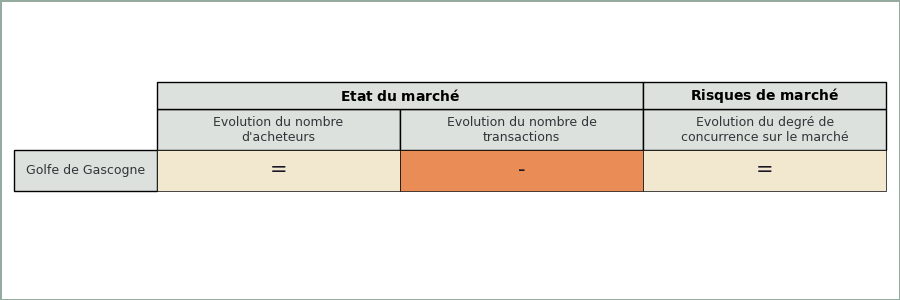 Etat du marché
Risques de marché
Evolution du nombre
d'acheteurs
Evolution du nombre de
transactions
Evolution du degré de
concurrence sur le marché
Golfe de Gascogne
=
-
=